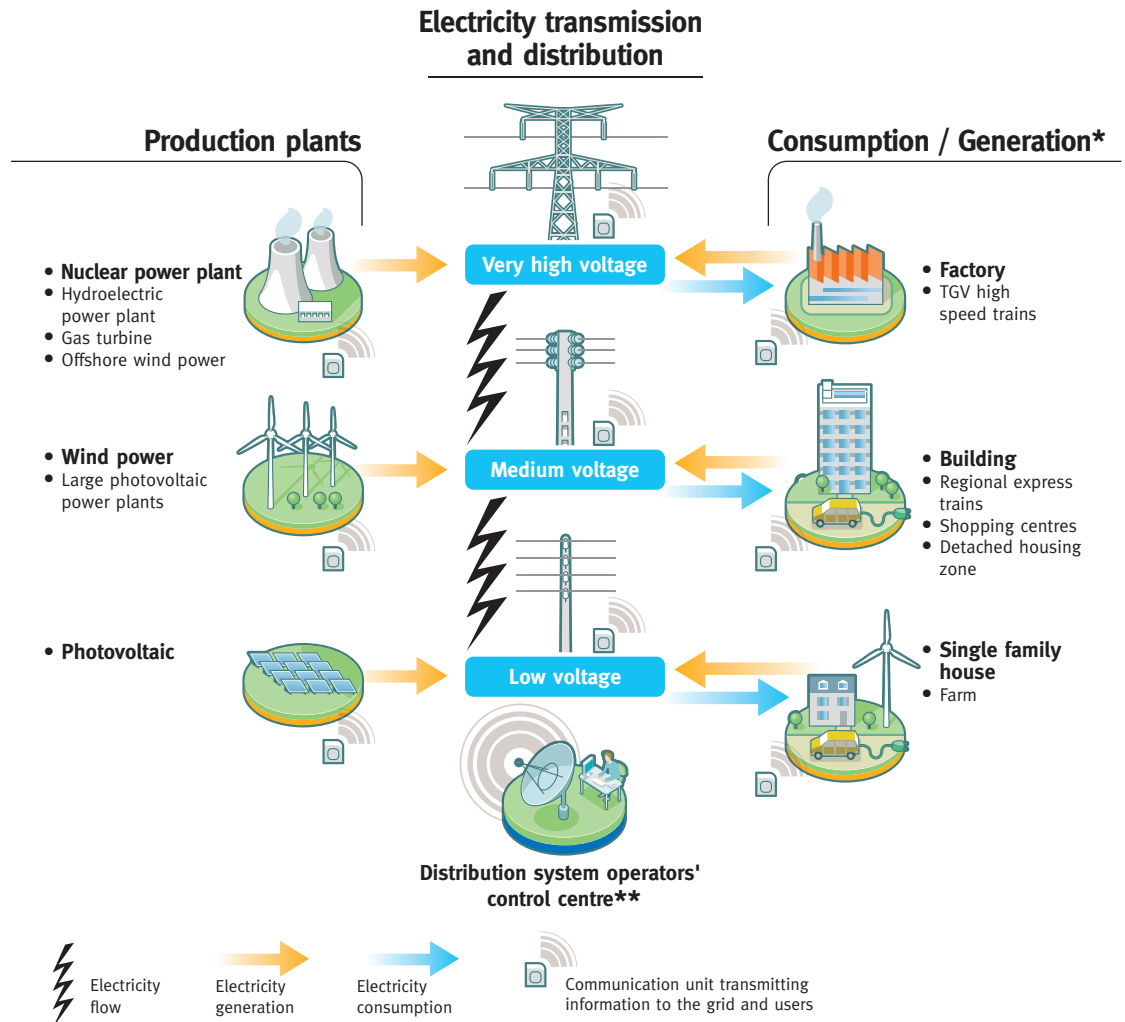 Electricity transmission
and distribution
Production plants
Consumption / Generation*
• Nuclear power plant
• Hydroelectric
power plant
• Gas turbine
• Offshore wind power
Very high voltage
• Factory
• TGV high
speed trains
• Wind power
• Large photovoltaic
power plants
Medium voltage
• Building
• Regional express
trains
• Shopping centres
• Detached housing
zone
• Photovoltaic
Low voltage
• Single family
house
• Farm
Distribution system operators'
control centre**
Electricity
flow
Electricity
generation
Electricity
consumption
Communication unit transmitting
information to the grid and users